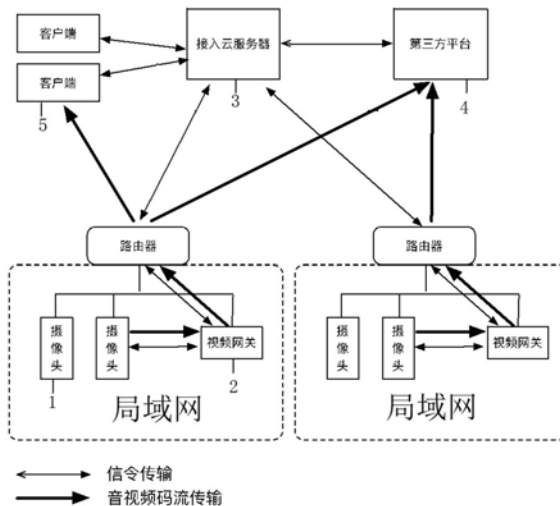 客户端
接入云服务器
第三方平台
客户端
3
4
5
路由器
路由器
摄像头
摄像头
视频网关
摄像头
摄像头
视频网关
1
2
局域网
局域网
信令传输
音视频码流传输